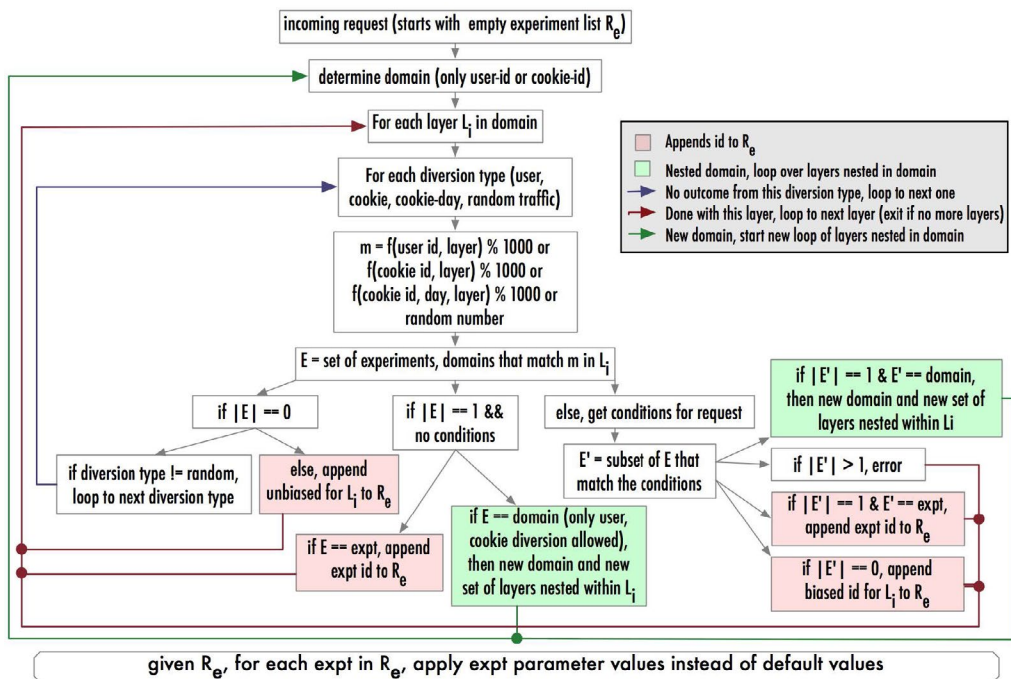 incoming request (starts with empty experiment list Re)
determine domain (only user-id or cookie-id)
For each layer Li in domain
For each diversion type (user,
cookie, cookie-day, random traffic)
m = f(user id, layer) % 1000 or
f(cookie id, layer) % 1000 or
f(cookie id, day, layer) % 1000 or
random number
E = set of experiments, domains that match m in Li
Appends id to Re
Nested domain, loop over layers nested in domain
No outcome from this diversion type, loop to next one
Done with this layer, loop to next layer (exit if no more layers)
New domain, start new loop of layers nested in domain
if |E| == 0
if |E| == 1 &&
no conditions
else, get conditions for request
if |E'| == 1 & E' == domain,
then new domain and new set of
layers nested within Li
if diversion type != random,
loop to next diversion type
else, append
unbiased for Li to Re
E' = subset of E that
match the conditions
if |E'| > 1, error
if E == expt, append
expt id to Re
if E == domain (only user,
cookie diversion allowed),
then new domain and new
set of layers nested within Li
if |E'| == 1 & E' == expt,
append expt id to Re
if |E'| == 0, append
biased id for Li to Re
given Re, for each expt in Re, apply expt parameter values instead of default values